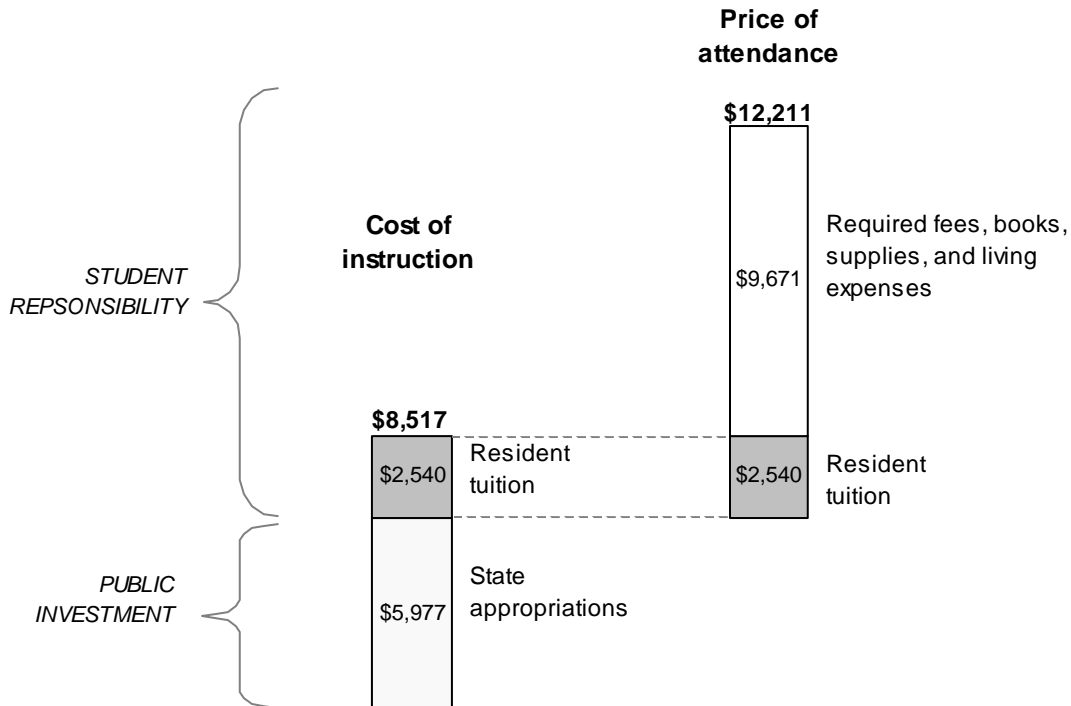 Price of
attendance
$12,211
Cost of
instruction
Required fees, books,
supplies, and living
expenses
$9,671
STUDENT
REPSONSIBILITY
$8,517
$2,540
Resident
tuition
$2,540
Resident
tuition
PUBLIC
INVESTMENT
$5,977
State
appropriations